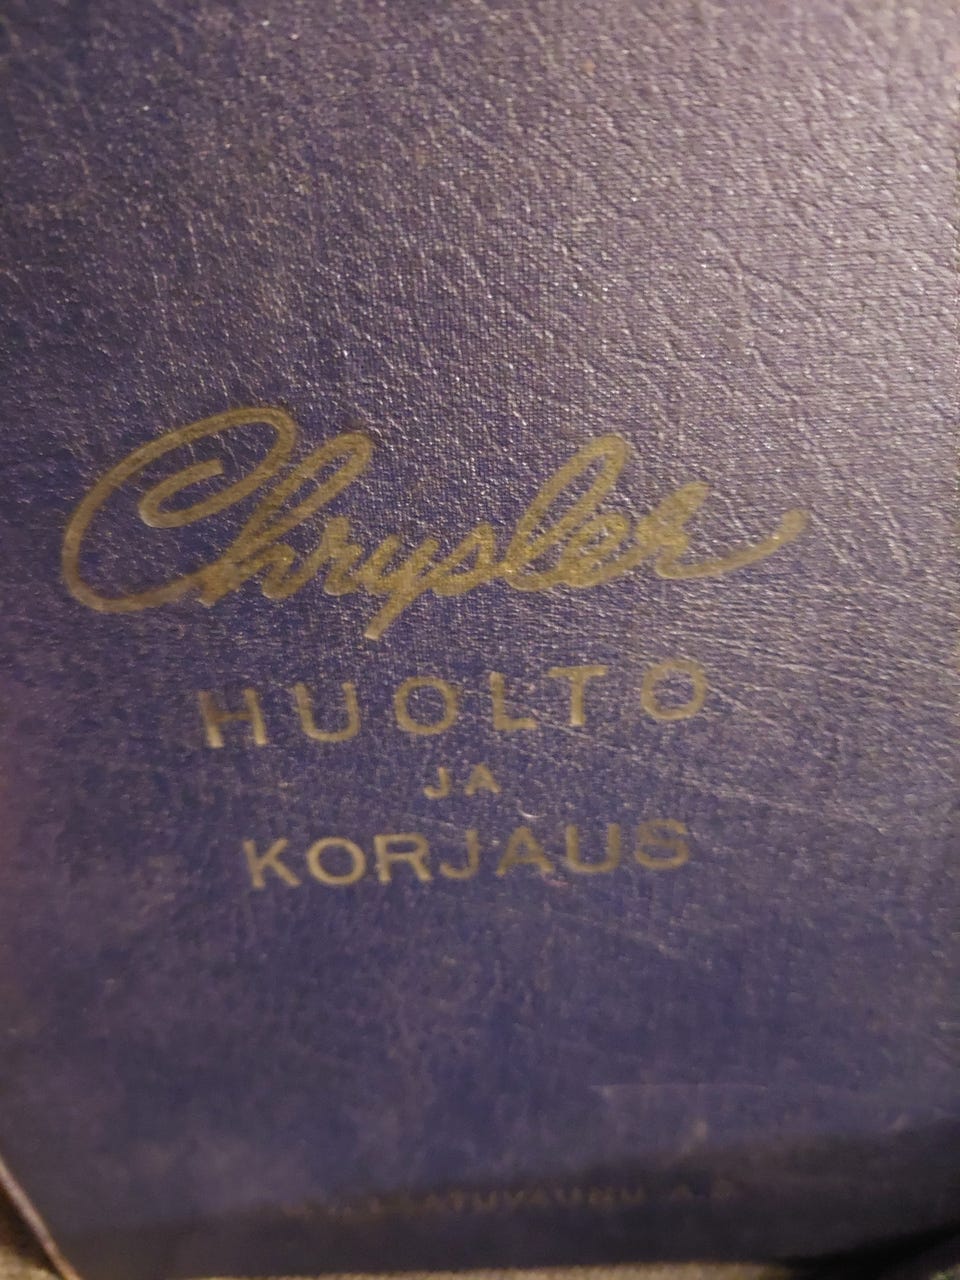 Chrysler
HUOLTO
JA
KORJAUS